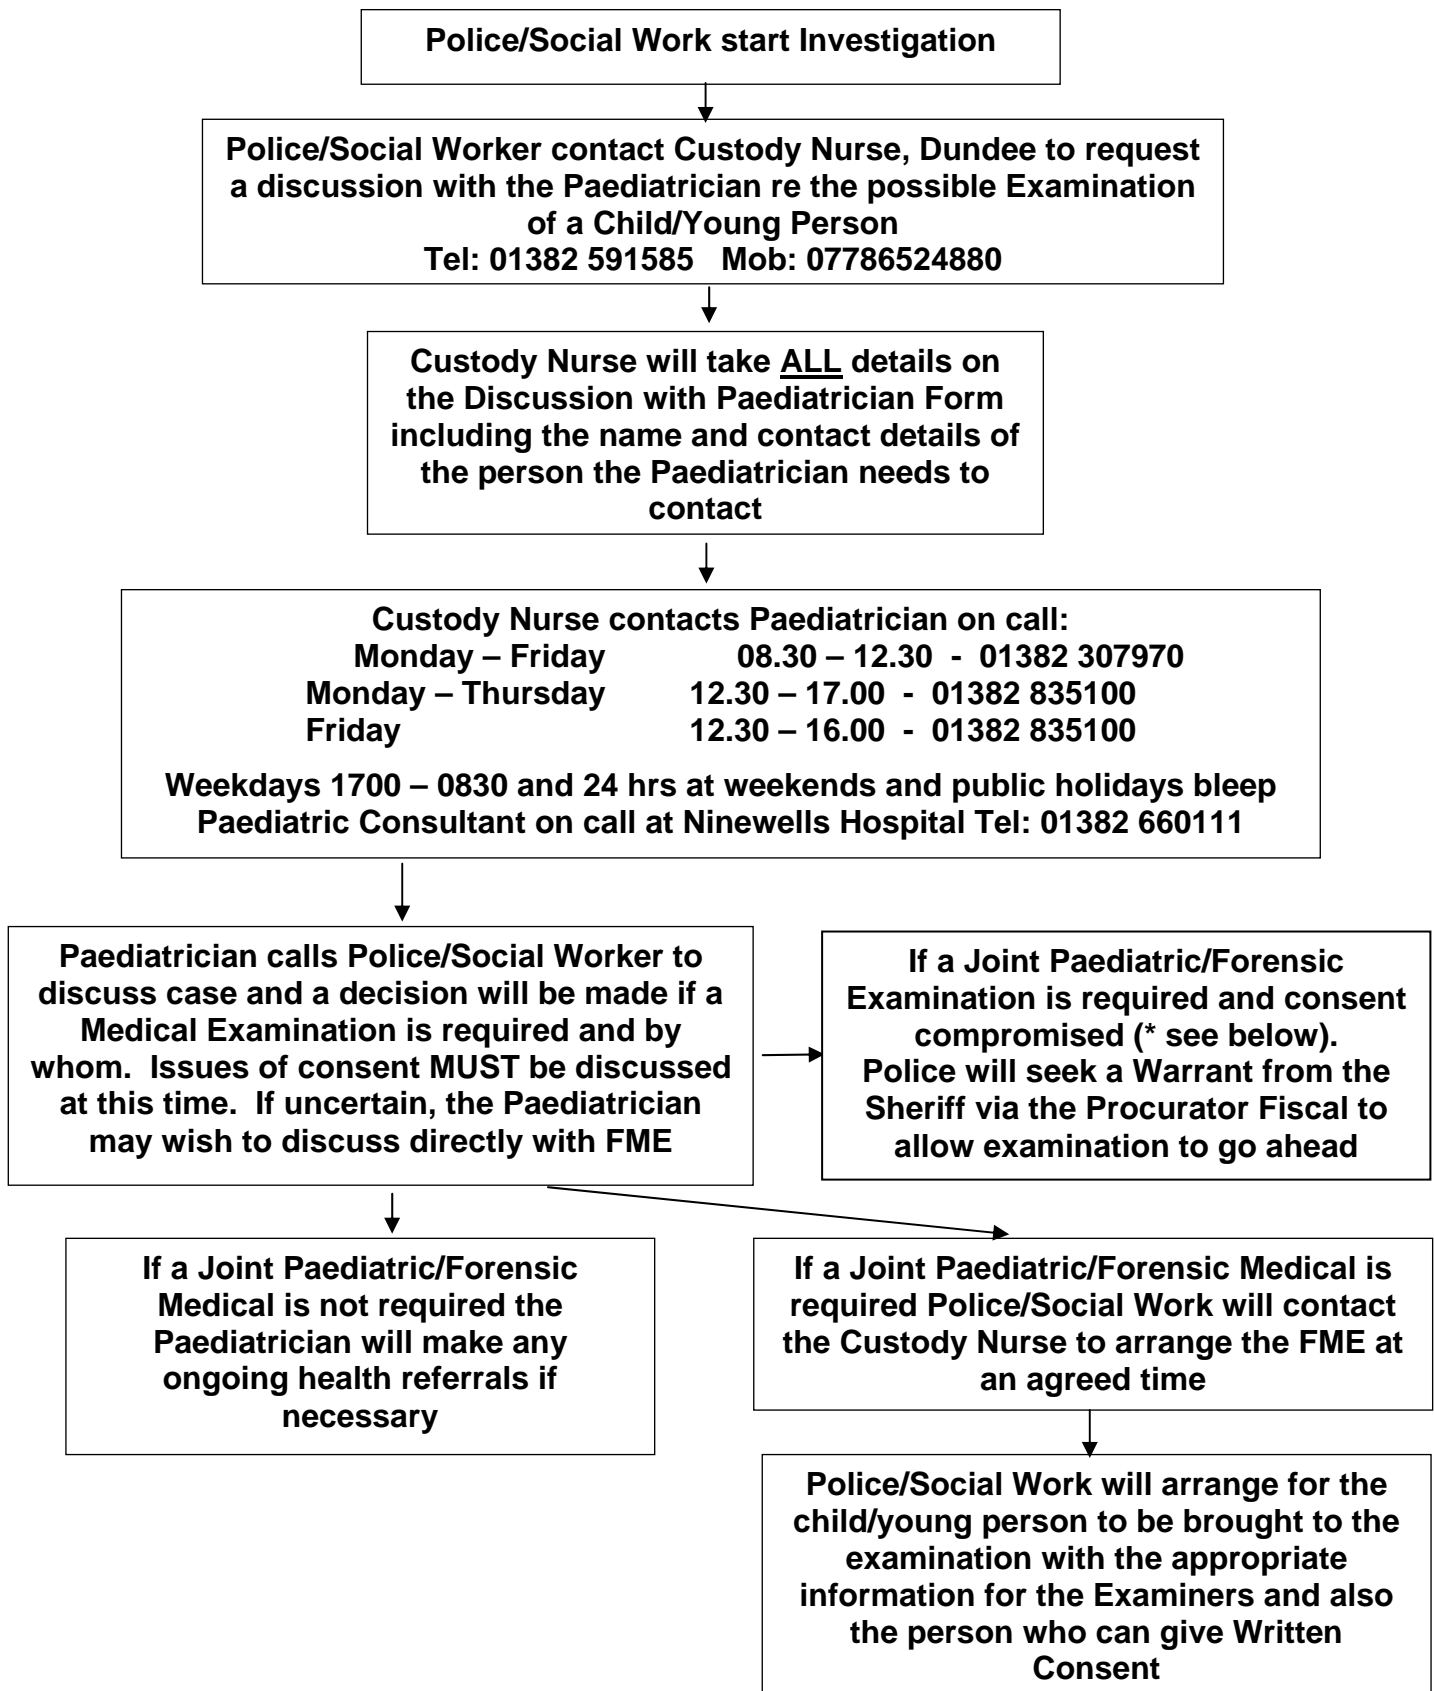 Police/Social Work start Investigation
Police/Social Worker contact Custody Nurse, Dundee to request
a discussion with the Paediatrician re the possible Examination
of a Child/Young Person
Tel: 01382 591585 Mob: 07786524880
Custody Nurse will take ALL details on
the Discussion with Paediatrician Form
including the name and contact details of
the person the Paediatrician needs to
contact
Custody Nurse contacts Paediatrician on call:
Monday – Friday 08.30 – 12.30 - 01382 307970
Monday – Thursday 12.30 – 17.00 - 01382 835100
Friday 12.30 – 16.00 - 01382 835100
Weekdays 1700 – 0830 and 24 hrs at weekends and public holidays bleep
Paediatric Consultant on call at Ninewells Hospital Tel: 01382 660111
Paediatrician calls Police/Social Worker to
discuss case and a decision will be made if a
Medical Examination is required and by
whom. Issues of consent MUST be discussed
at this time. If uncertain, the Paediatrician
may wish to discuss directly with FME
If a Joint Paediatric/Forensic
Examination is required and consent
compromised (* see below).
Police will seek a Warrant from the
Sheriff via the Procurator Fiscal to
allow examination to go ahead
If a Joint Paediatric/Forensic
Medical is not required the
Paediatrician will make any
ongoing health referrals if
necessary
If a Joint Paediatric/Forensic Medical is
required Police/Social Work will contact
the Custody Nurse to arrange the FME at
an agreed time
Police/Social Work will arrange for the
child/young person to be brought to the
examination with the appropriate
information for the Examiners and also
the person who can give Written
Consent